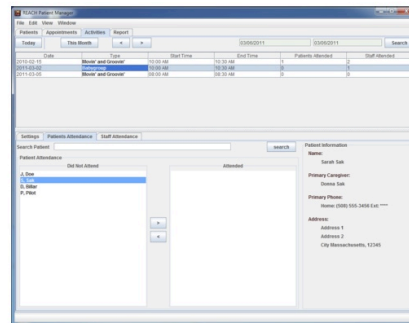 REACH Patient Manager
File Edit View Window
Patients Appointments Activities Report
Today This Month < > 03/09/2011 03/09/2011 Search
Date Type Start Time End Time Patients Attended Staff Attended
2010-02-15 Movin' and Groovin' 10:00 AM 10:30 AM 1 2
2011-03-02 10:00 AM 10:30 AM 0 1
2011-03-05 Movin' and Groovin' 08:00 AM 08:30 AM 0 0
Settings Patients Attendance Staff Attendance
Search Patient search
Patient Attendance
Did Not Attend Attended
J. Doe
S. Sak
D. Biller
P. Pilot
>
<
Patient Information
Name:
Sarah Sak
Primary Caregiver:
Donna Sak
Primary Phone:
Home: (508) 555-3456 Ext: ****
Address:
Address 1
Address 2
City Massachusetts, 12345